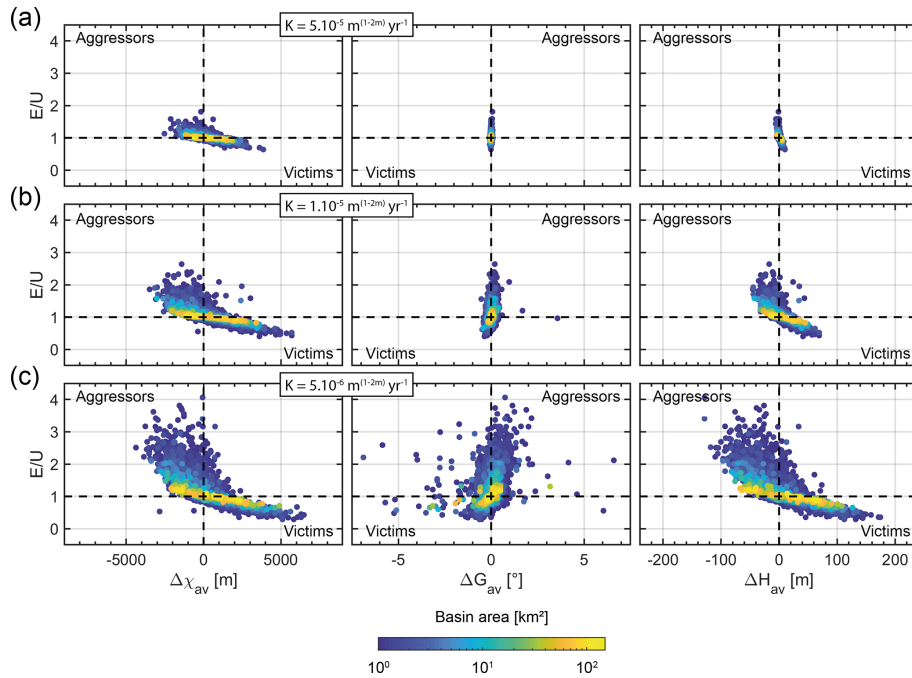 (a)
K = 5.10⁻⁵ m⁽¹⁻²ᵐ⁾ yr⁻¹
Aggressors Aggressors Aggressors
4
3
2
1
0
E/U
Victims Victims Victims
(b)
K = 1.10⁻⁵ m⁽¹⁻²ᵐ⁾ yr⁻¹
Aggressors Aggressors Aggressors
4
3
2
1
0
E/U
Victims Victims Victims
(c)
K = 5.10⁻⁶ m⁽¹⁻²ᵐ⁾ yr⁻¹
Aggressors Aggressors Aggressors
4
3
2
1
0
E/U
Victims Victims Victims
-5000 0 5000 -5 0 5 -200 -100 0 100 200
Δχav [m] ΔGav [°] ΔHav [m]
Basin area [km²]
10⁰ 10¹ 10²